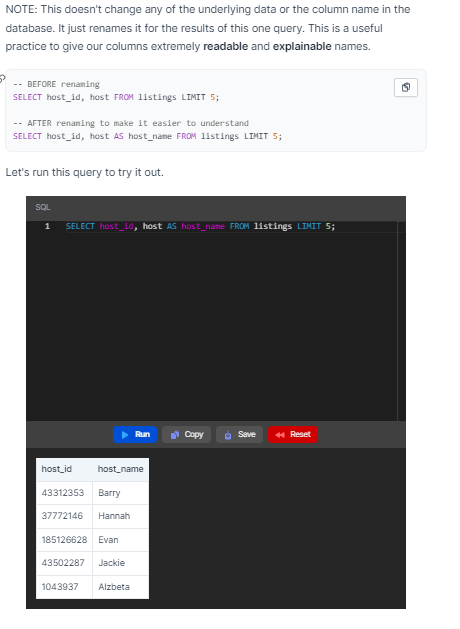 NOTE: This doesn't change any of the underlying data or the column name in the
database. It just renames it for the results of this one query. This is a useful
practice to give our columns extremely readable and explainable names.
-- BEFORE renaming
SELECT host_id, host FROM listings LIMIT 5;
-- AFTER renaming to make it easier to understand
SELECT host_id, host AS host_name FROM listings LIMIT 5;
Let's run this query to try it out.
SQL
1 SELECT host_id, host AS host_name FROM listings LIMIT 5;
Run Copy Save Reset
host_id host_name
43312353 Barry
37772146 Hannah
185126628 Evan
43502287 Jackie
1043937 Alzbeta